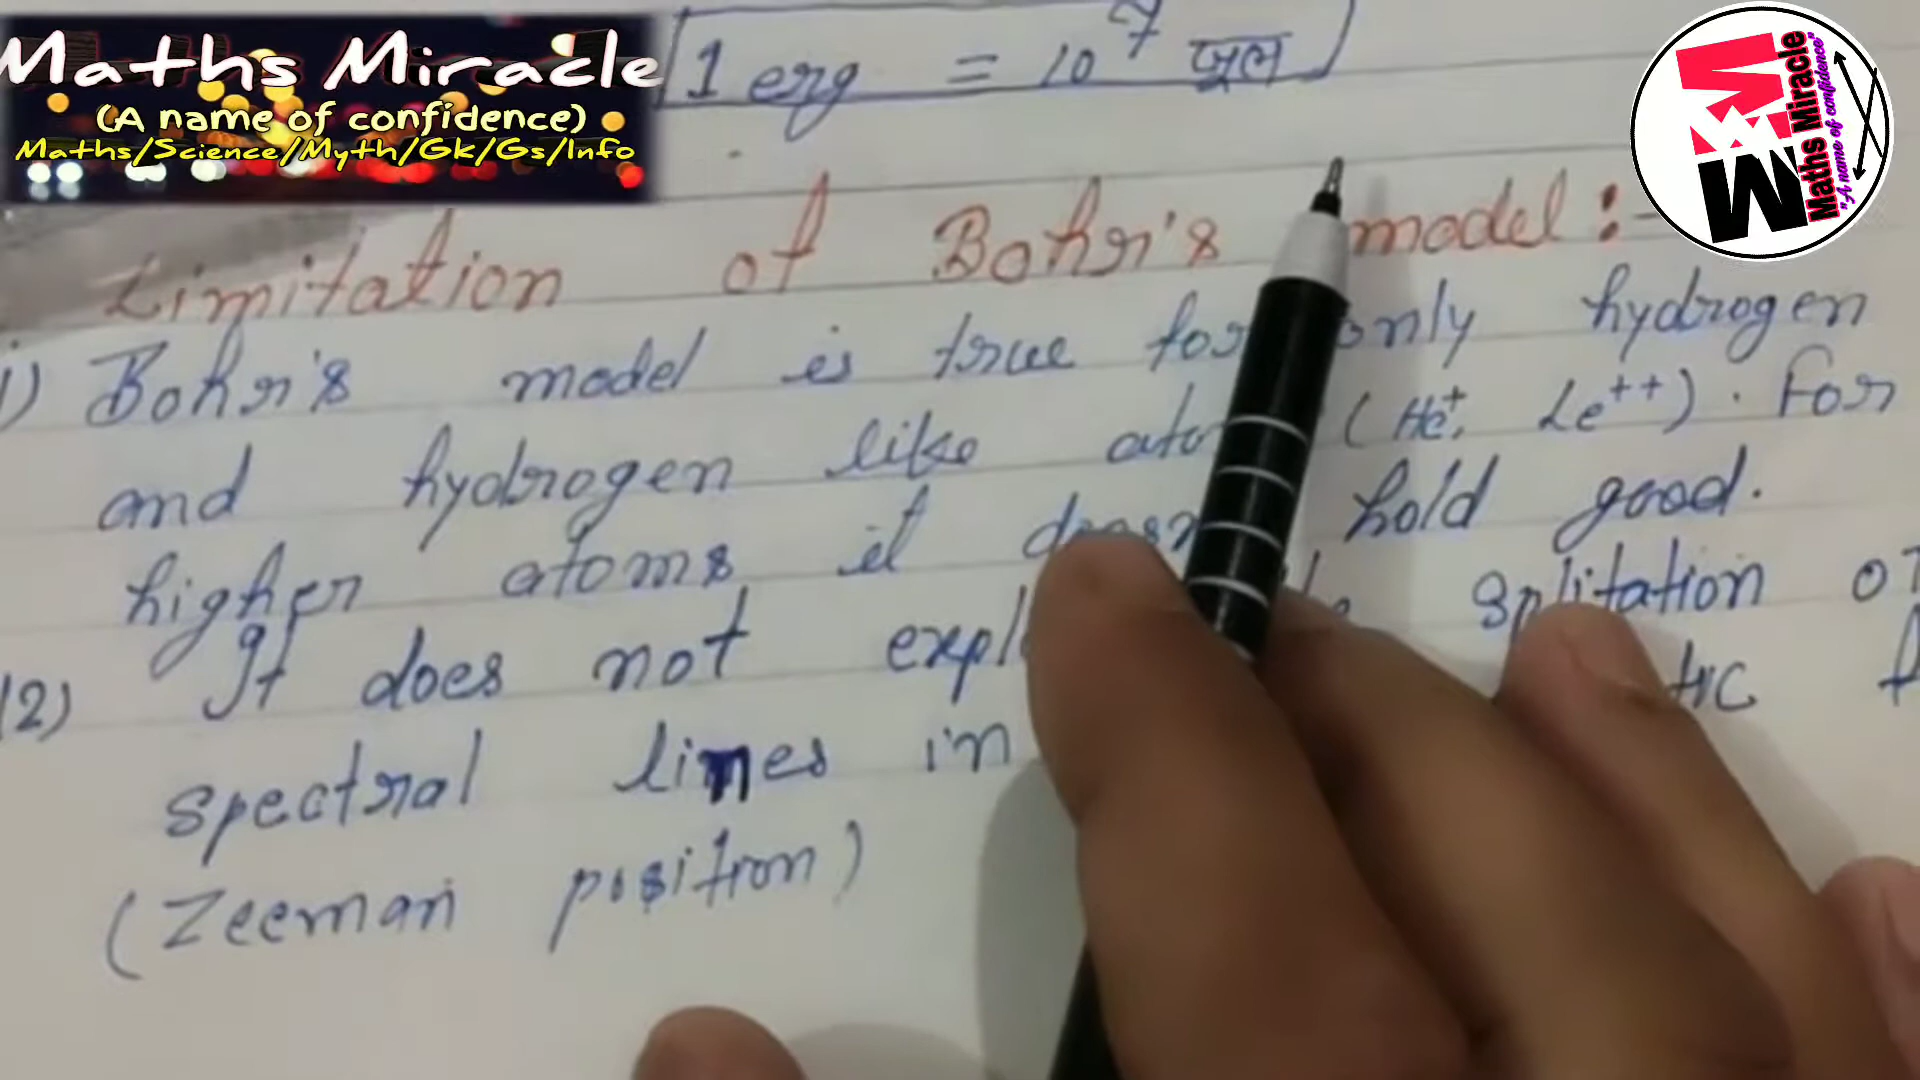 Maths Miracle
(A name of confidence)
Maths/Science/Myth/Gk/Gs/Info
1 erg = 10⁷ जूल
Maths Miracle
"A name of confidence"
Limitation of Bohr's model :-
1) Bohr's model is true for only hydrogen
and hydrogen like (He⁺, Le⁺⁺). For
higher atoms it hold good.
(2) It does not splitation of
spectral lines in
(Zeeman position)